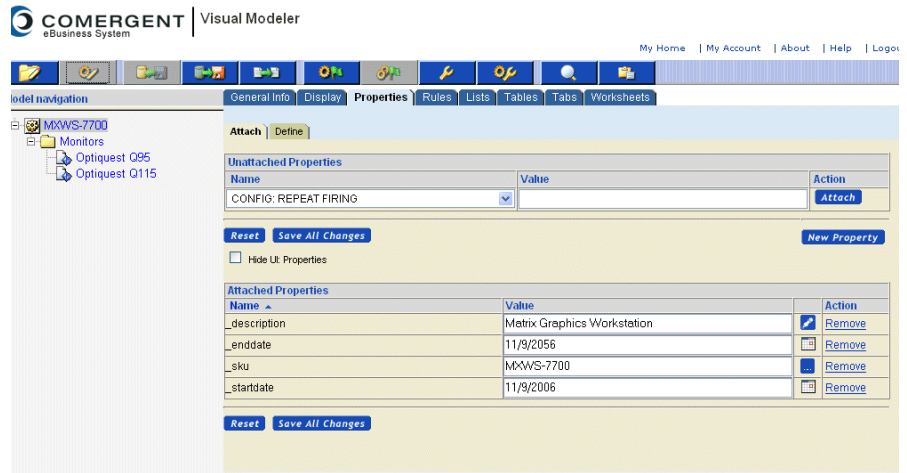 COMERGENT
eBusiness System
Visual Modeler
My Home | My Account | About | Help | Logou
General Info Display Properties Rules Lists Tables Tabs Worksheets
odel navigation
MXWS-7700
Monitors
Optiquest Q95
Optiquest Q115
Attach Define
Unattached Properties
Name Value Action
CONFIG: REPEAT FIRING Attach
Reset Save All Changes New Property
Hide UI: Properties
Attached Properties
Name Value Action
_description Matrix Graphics Workstation Remove
_enddate 11/9/2056 Remove
_sku MXWS-7700 ... Remove
_startdate 11/9/2006 Remove
Reset Save All Changes